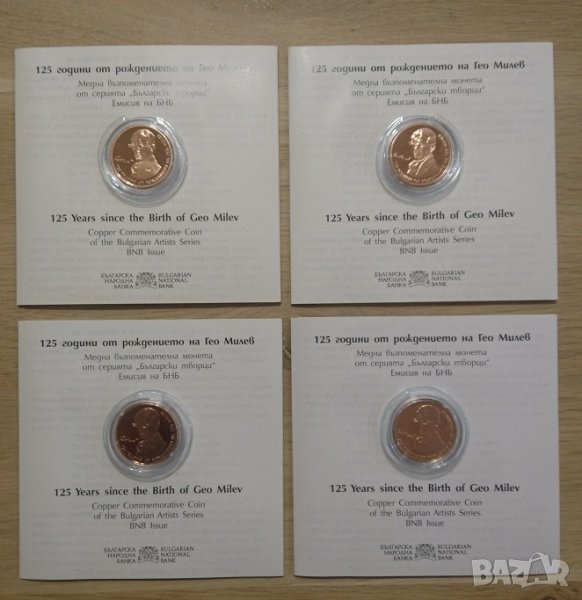 125 години от рождението на Гео Милев
Медна възпоменателна монета
от серията „Български творци"
Емисия на БНБ
125 Years since the Birth of Geo Milev
Copper Commemorative Coin
of the Bulgarian Artists Series
BNB Issue
БЪЛГАРСКА НАРОДНА БАНКА
BULGARIAN NATIONAL BANK
125 години от рождението на Гео Милев
Медна възпоменателна монета
от серията „Български творци"
Емисия на БНБ
125 Years since the Birth of Geo Milev
Copper Commemorative Coin
of the Bulgarian Artists Series
BNB Issue
БЪЛГАРСКА НАРОДНА БАНКА
BULGARIAN NATIONAL BANK
125 години от рождението на Гео Милев
Медна възпоменателна монета
от серията „Български творци"
Емисия на БНБ
125 Years since the Birth of Geo Milev
Copper Commemorative Coin
of the Bulgarian Artists Series
BNB Issue
БЪЛГАРСКА НАРОДНА БАНКА
BULGARIAN NATIONAL BANK
125 години от рождението на Гео Милев
Медна възпоменателна монета
от серията „Български творци"
Емисия на БНБ
125 Years since the Birth of Geo Milev
Copper Commemorative Coin
of the Bulgarian Artists Series
BNB Issue
БЪЛГАРСКА НАРОДНА БАНКА
BULGARIAN NATIONAL BANK
BAZAR